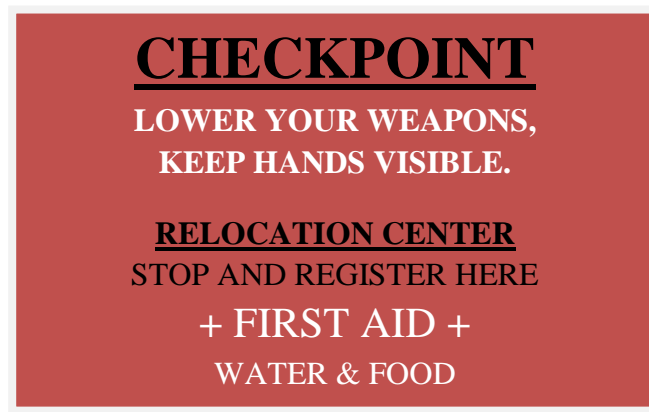 CHECKPOINT
LOWER YOUR WEAPONS,
KEEP HANDS VISIBLE.
RELOCATION CENTER
STOP AND REGISTER HERE
+ FIRST AID +
WATER & FOOD